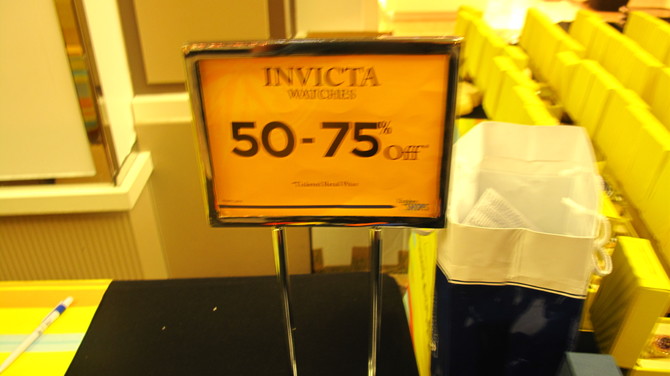 INVICTA
WATCHES
50-75% Off*